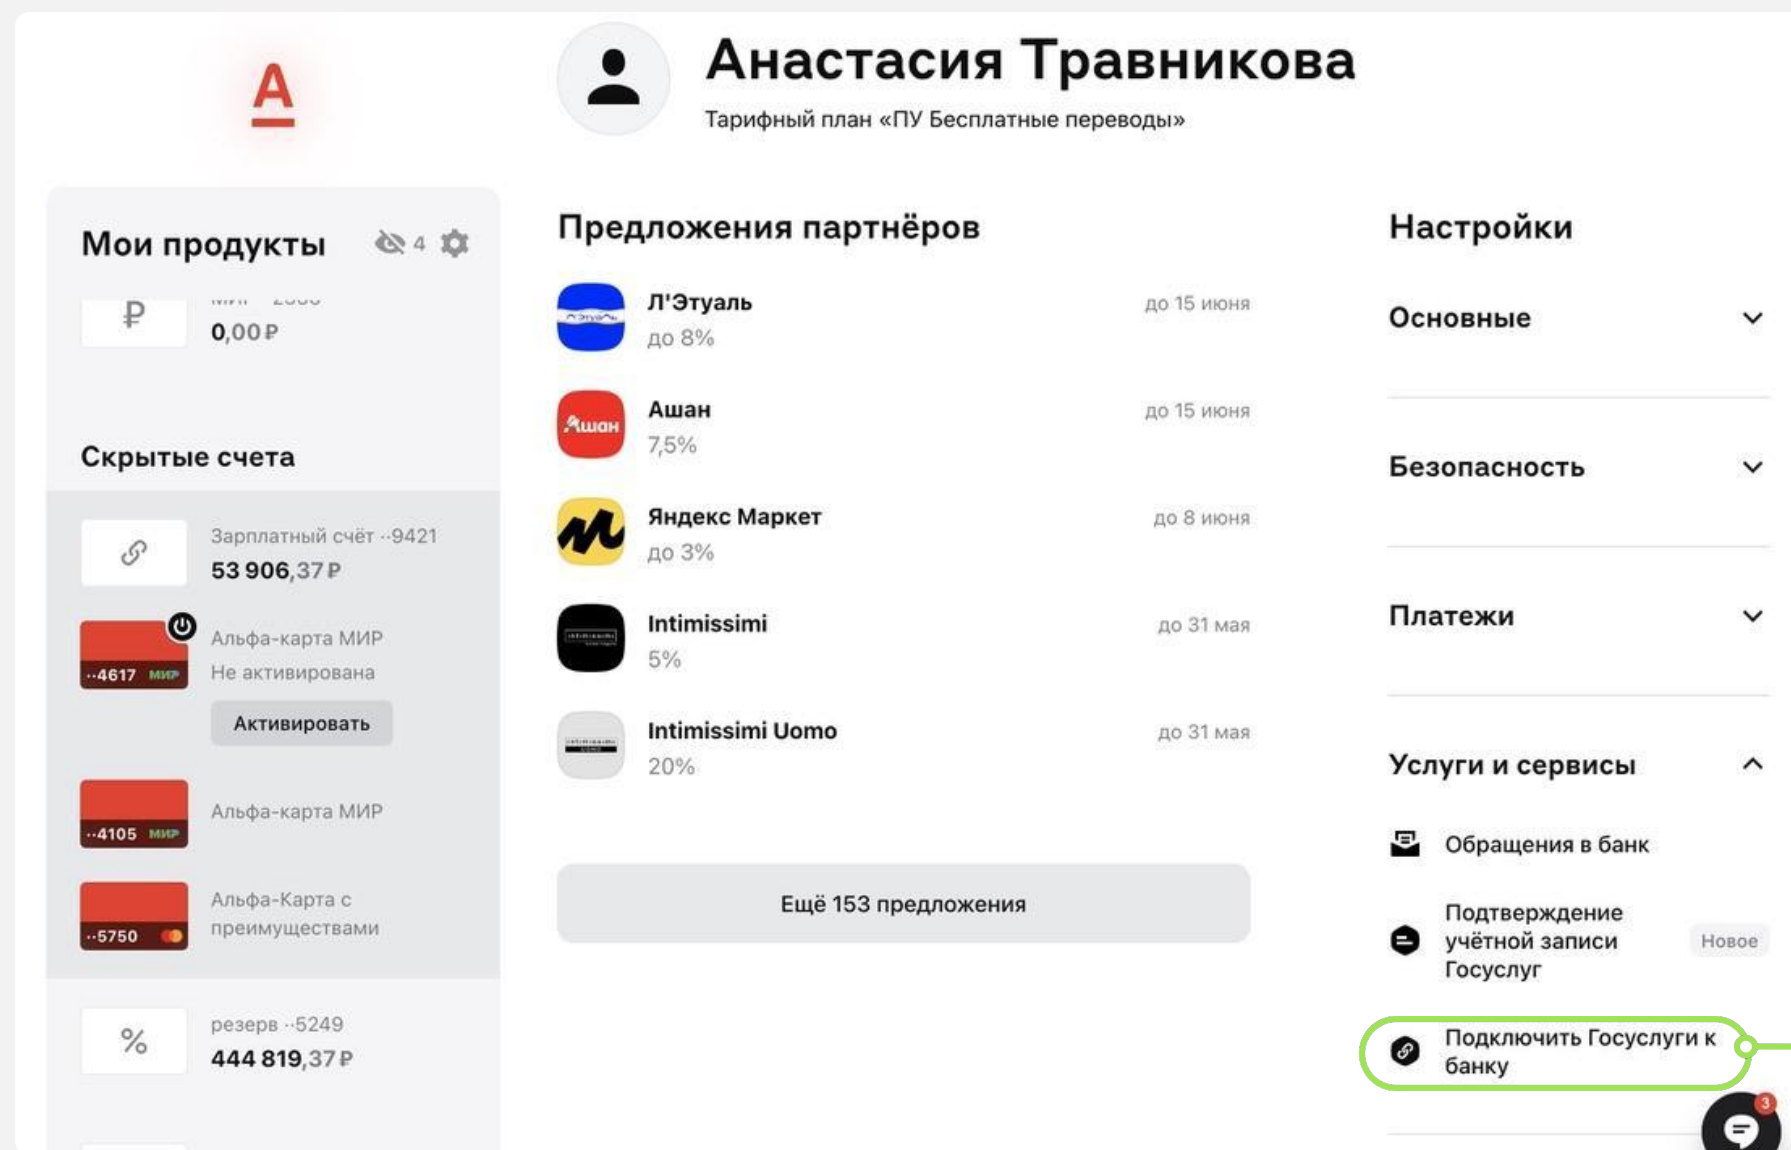 А
Анастасия Травникова
Тарифный план «ПУ Бесплатные переводы»
Мои продукты
4
₽
0,00 ₽
Скрытые счета
Зарплатный счёт ··9421
53 906,37 ₽
Альфа-карта МИР
Не активирована
··4617 МИР
Активировать
Альфа-карта МИР
··4105 МИР
Альфа-Карта с
преимуществами
··5750
%
резерв ··5249
444 819,37 ₽
Предложения партнёров
Л'Этуаль
до 8%
до 15 июня
Ашан
Ашан
7,5%
до 15 июня
Яндекс Маркет
до 3%
до 8 июня
intimissimi
Intimissimi
5%
до 31 мая
Intimissimi Uomo
20%
до 31 мая
Ещё 153 предложения
Настройки
Основные
Безопасность
Платежи
Услуги и сервисы
Обращения в банк
Подтверждение
учётной записи
Госуслуг
Новое
Подключить Госуслуги к
банку
3